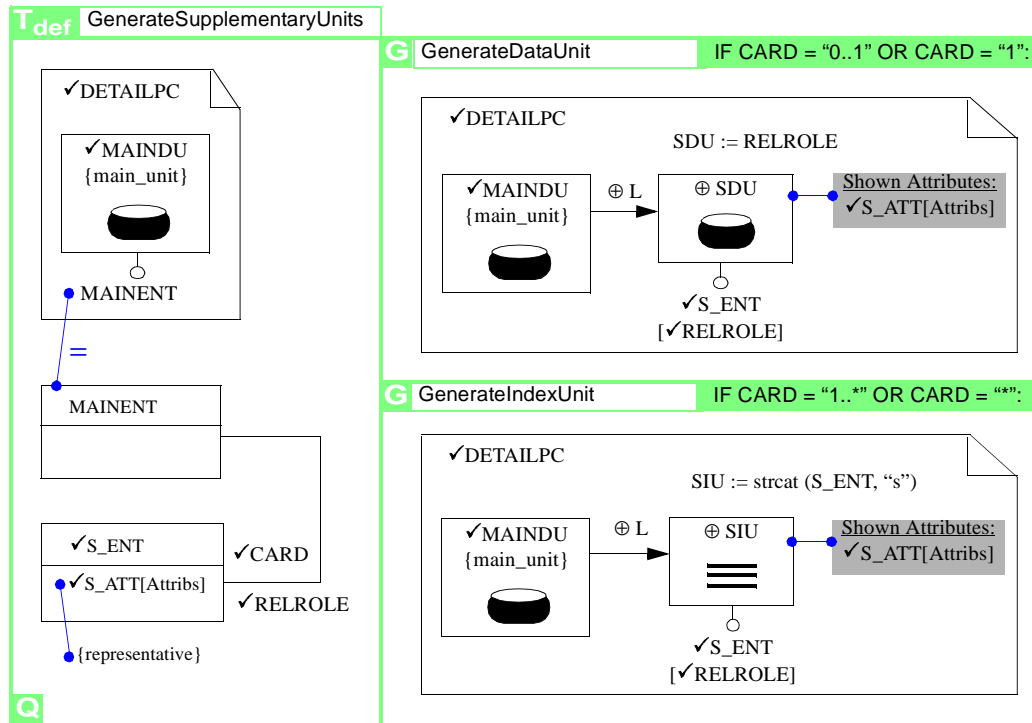 Tdef GenerateSupplementaryUnits
✓DETAILPC
✓MAINDU
{main_unit}
MAINENT
=
MAINENT
✓S_ENT
✓CARD
✓S_ATT[Attribs]
✓RELROLE
{representative}
Q
G GenerateDataUnit IF CARD = “0..1” OR CARD = “1”:
✓DETAILPC
SDU := RELROLE
✓MAINDU
{main_unit}
⊕ L
⊕ SDU
Shown Attributes:
✓S_ATT[Attribs]
✓S_ENT
[✓RELROLE]
G GenerateIndexUnit IF CARD = “1..*” OR CARD = “*”:
✓DETAILPC
SIU := strcat (S_ENT, “s”)
✓MAINDU
{main_unit}
⊕ L
⊕ SIU
Shown Attributes:
✓S_ATT[Attribs]
✓S_ENT
[✓RELROLE]